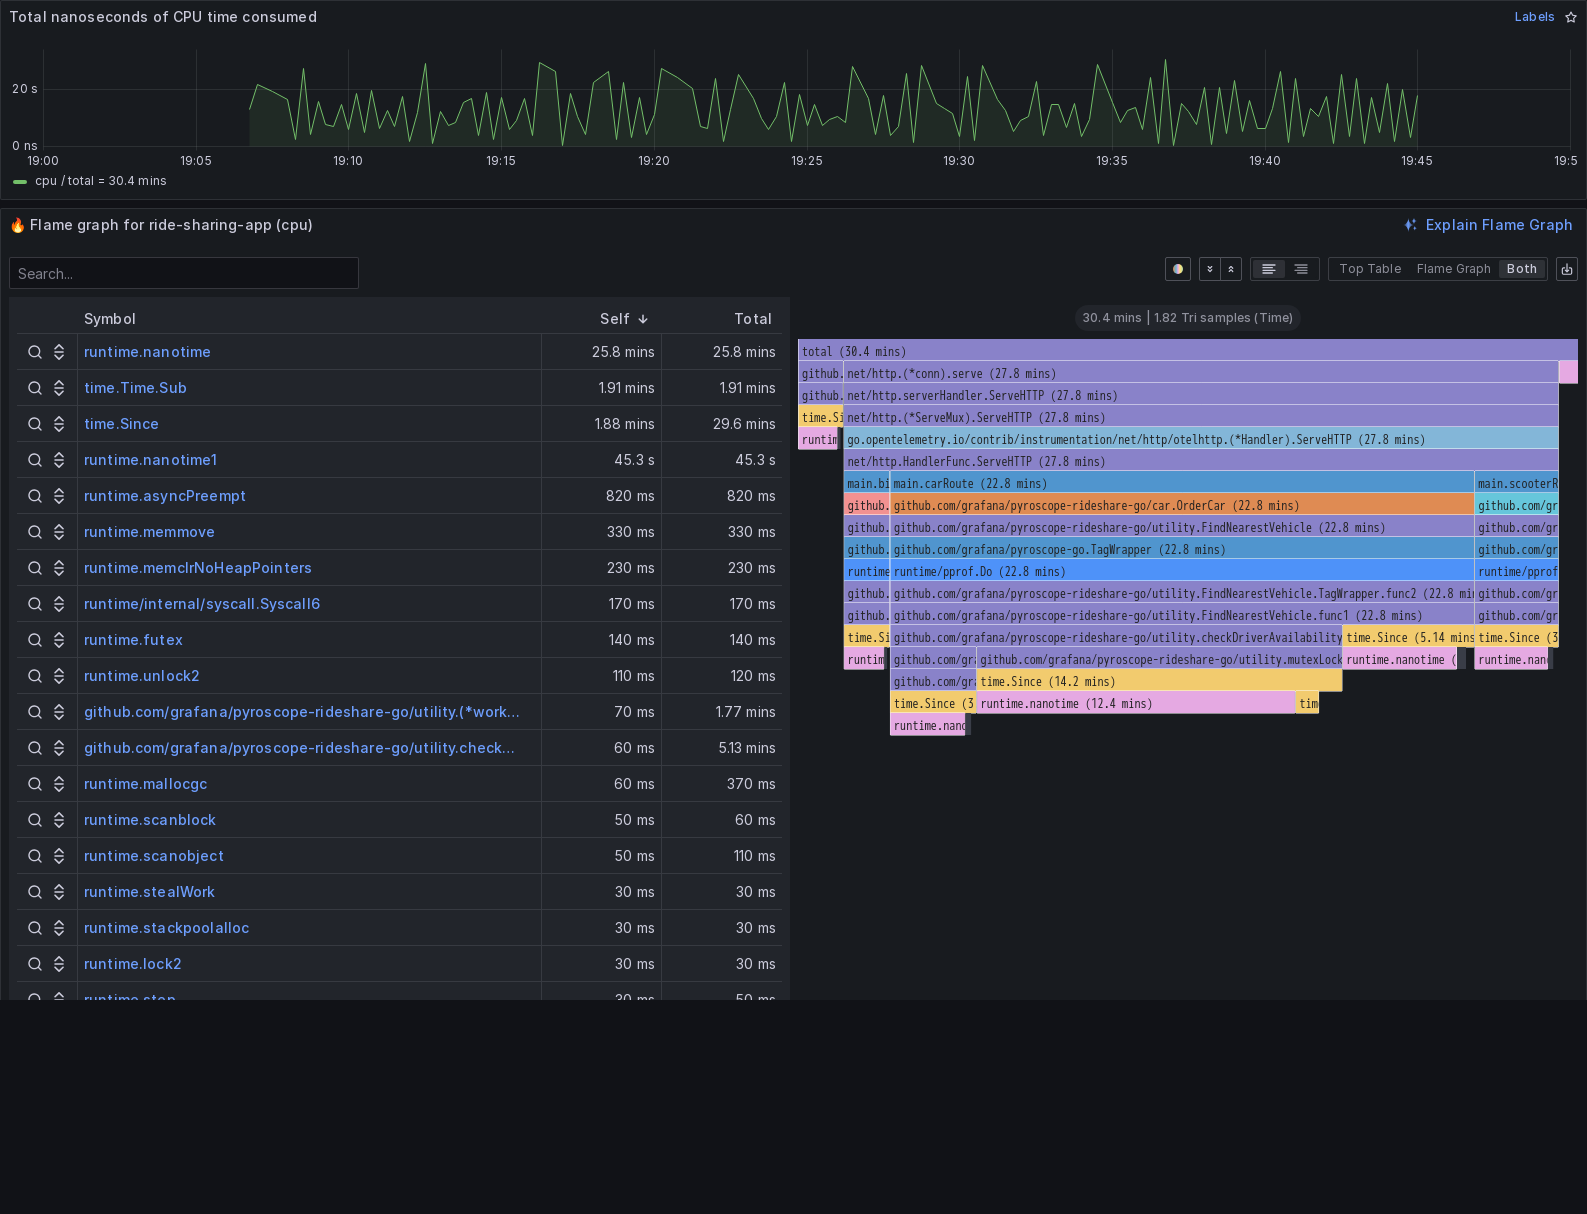 Total nanoseconds of CPU time consumed
Labels
20 s
0 ns
19:00 19:05 19:10 19:15 19:20 19:25 19:30 19:35 19:40 19:45 19:5
cpu / total = 30.4 mins
Flame graph for ride-sharing-app (cpu)
Explain Flame Graph
Search...
Top Table Flame Graph Both
Symbol Self Total
runtime.nanotime 25.8 mins 25.8 mins
time.Time.Sub 1.91 mins 1.91 mins
time.Since 1.88 mins 29.6 mins
runtime.nanotime1 45.3 s 45.3 s
runtime.asyncPreempt 820 ms 820 ms
runtime.memmove 330 ms 330 ms
runtime.memclrNoHeapPointers 230 ms 230 ms
runtime/internal/syscall.Syscall6 170 ms 170 ms
runtime.futex 140 ms 140 ms
runtime.unlock2 110 ms 120 ms
github.com/grafana/pyroscope-rideshare-go/utility.(*work... 70 ms 1.77 mins
github.com/grafana/pyroscope-rideshare-go/utility.check... 60 ms 5.13 mins
runtime.mallocgc 60 ms 370 ms
runtime.scanblock 50 ms 60 ms
runtime.scanobject 50 ms 110 ms
runtime.stealWork 30 ms 30 ms
runtime.stackpoolalloc 30 ms 30 ms
runtime.lock2 30 ms 30 ms
30.4 mins | 1.82 Tri samples (Time)
total (30.4 mins)
github. net/http.(*conn).serve (27.8 mins)
github. net/http.serverHandler.ServeHTTP (27.8 mins)
time.Si net/http.(*ServeMux).ServeHTTP (27.8 mins)
runtim go.opentelemetry.io/contrib/instrumentation/net/http/otelhttp.(*Handler).ServeHTTP (27.8 mins)
net/http.HandlerFunc.ServeHTTP (27.8 mins)
main.bi main.carRoute (22.8 mins) main.scooterR
github. github.com/grafana/pyroscope-rideshare-go/car.OrderCar (22.8 mins) github.com/gr
github. github.com/grafana/pyroscope-rideshare-go/utility.FindNearestVehicle (22.8 mins) github.com/gr
github. github.com/grafana/pyroscope-go.TagWrapper (22.8 mins) github.com/gr
runtime runtime/pprof.Do (22.8 mins) runtime/pprof
github. github.com/grafana/pyroscope-rideshare-go/utility.FindNearestVehicle.TagWrapper.func2 (22.8 min github.com/gr
github. github.com/grafana/pyroscope-rideshare-go/utility.FindNearestVehicle.func1 (22.8 mins) github.com/gr
time.Si github.com/grafana/pyroscope-rideshare-go/utility.checkDriverAvailability time.Since (5.14 mins time.Since (3
runtim github.com/gra github.com/grafana/pyroscope-rideshare-go/utility.mutexLock runtime.nanotime ( runtime.nano
github.com/gra time.Since (14.2 mins)
time.Since (3 runtime.nanotime (12.4 mins) tim
runtime.nano